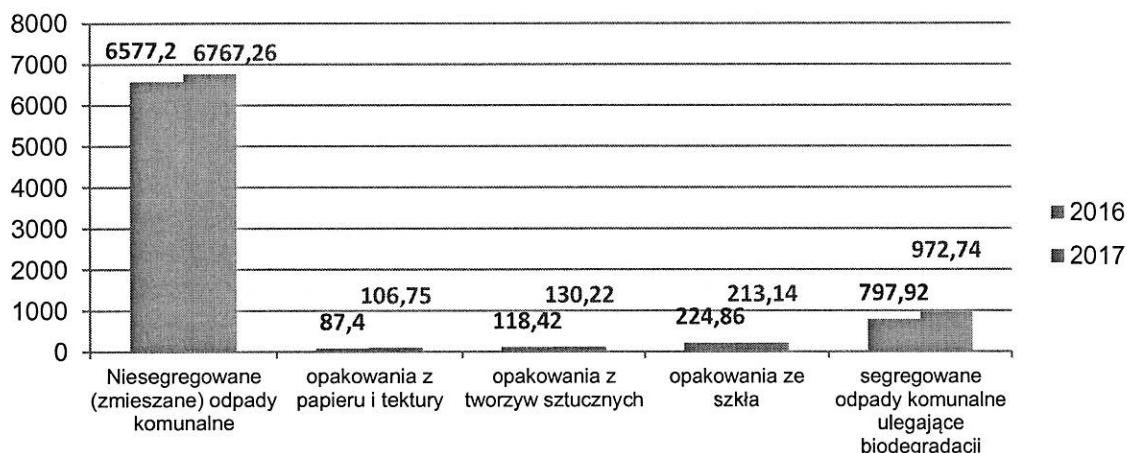 8000
7000
6000
5000
4000
3000
2000
1000
0
6577,2 6767,26
87,4 106,75
118,42 130,22
224,86 213,14
797,92 972,74
Niesegregowane
(zmieszane) odpady
komunalne
opakowania z
papieru i tektury
opakowania z
tworzyw sztucznych
opakowania ze
szkła
segregowane
odpady komunalne
ulegające
biodegradacji
2016
2017